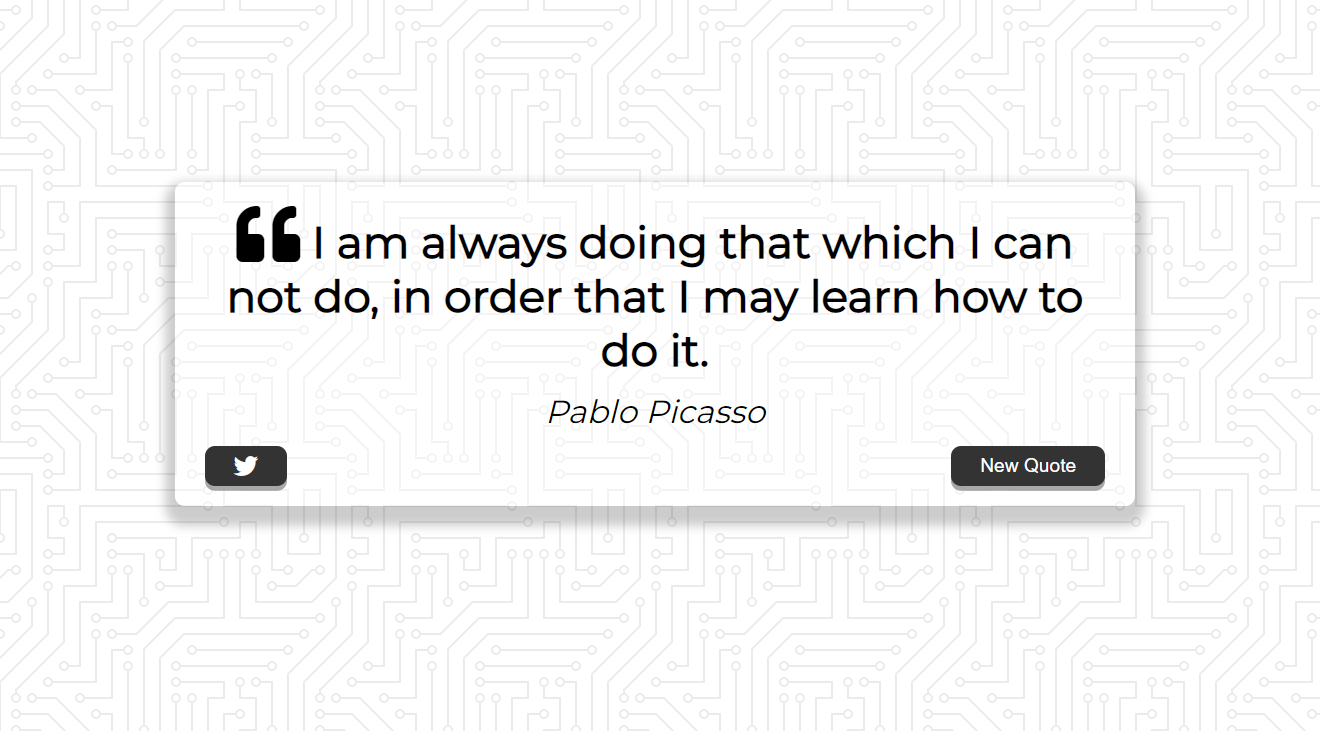 I am always doing that which I can
not do, in order that I may learn how to
do it.
Pablo Picasso
New Quote